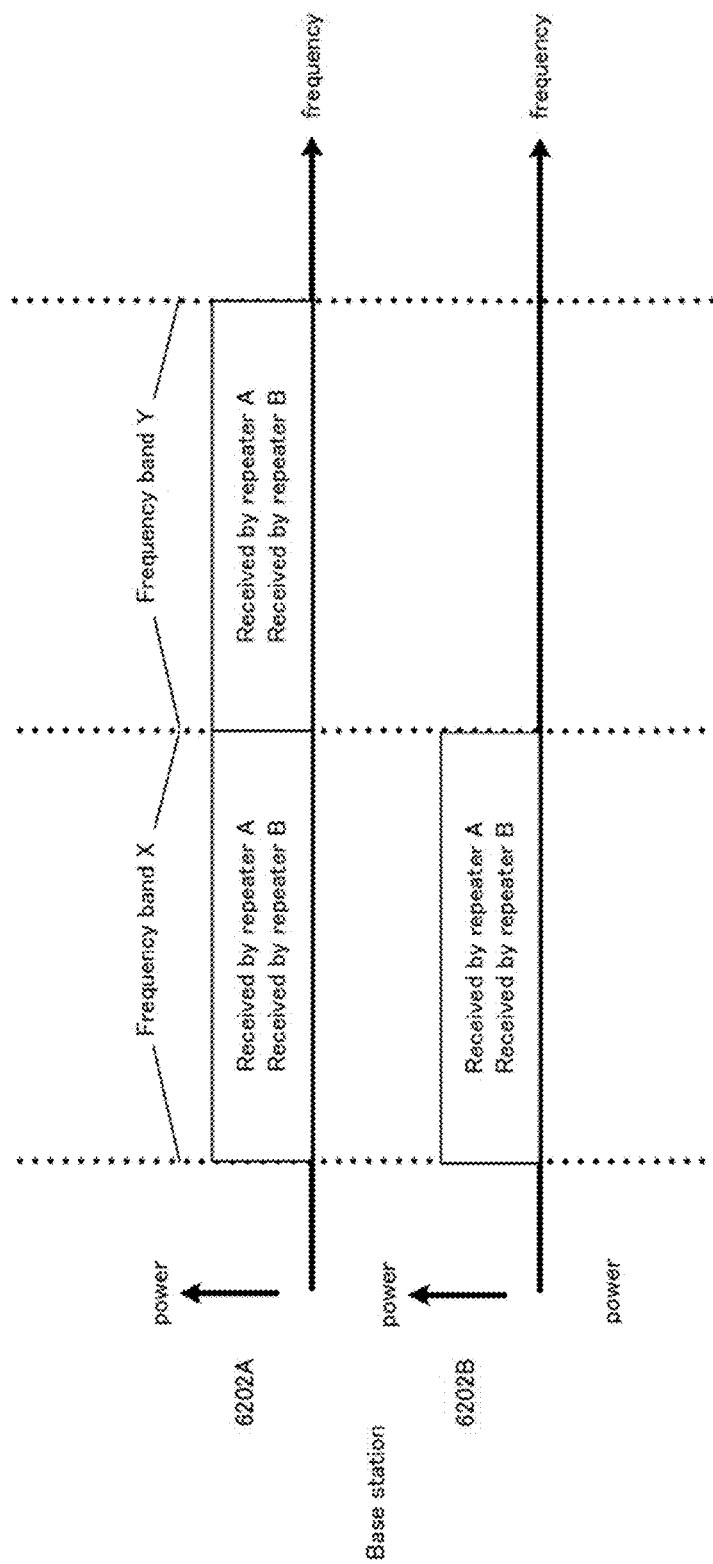 Frequency band X
Frequency band Y
power
6202A
Received by repeater A
Received by repeater B
Received by repeater A
Received by repeater B
frequency
Base station
power
6202B
Received by repeater A
Received by repeater B
frequency
power